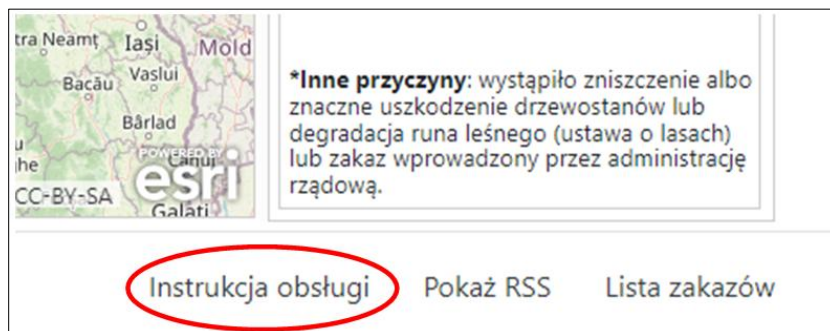 tra Neamț
Iași
Mold
Bacău
Vaslui
Bârlad
u
ghe
POWERED BY
esri
CC-BY-SA
Galați
*Inne przyczyny: wystąpiło zniszczenie albo
znaczne uszkodzenie drzewostanów lub
degradacja runa leśnego (ustawa o lasach)
lub zakaz wprowadzony przez administrację
rządową.
Instrukcja obsługi Pokaż RSS Lista zakazów